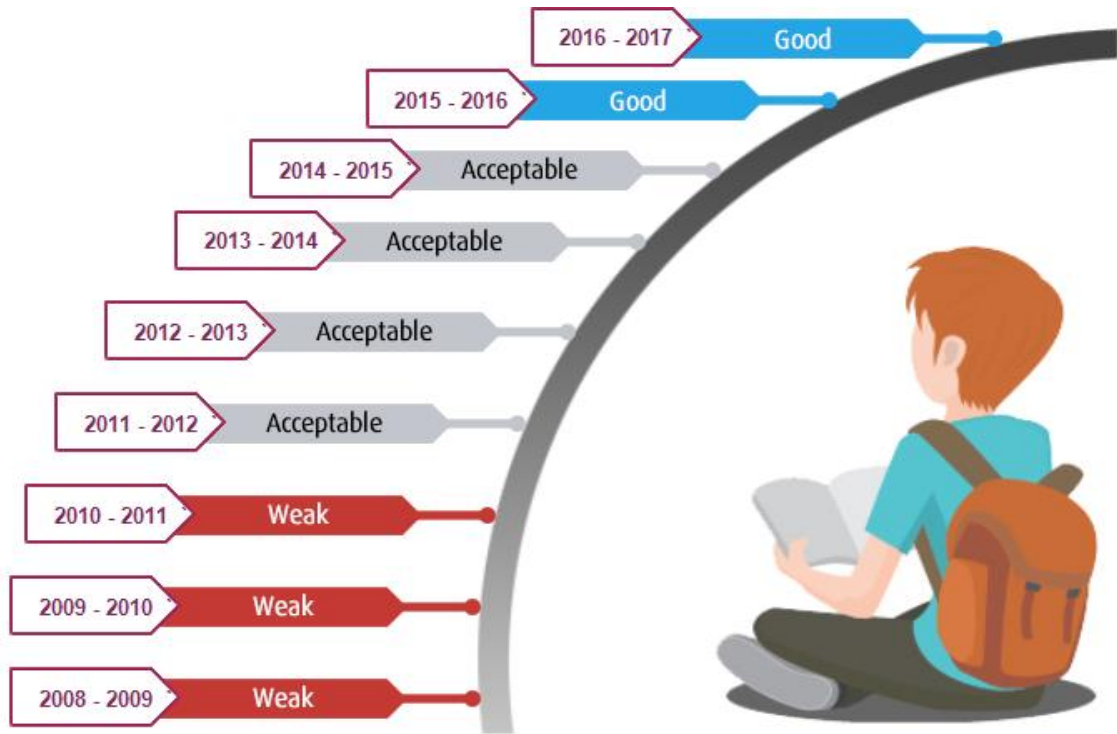 2016 - 2017 Good
2015 - 2016 Good
2014 - 2015 Acceptable
2013 - 2014 Acceptable
2012 - 2013 Acceptable
2011 - 2012 Acceptable
2010 - 2011 Weak
2009 - 2010 Weak
2008 - 2009 Weak